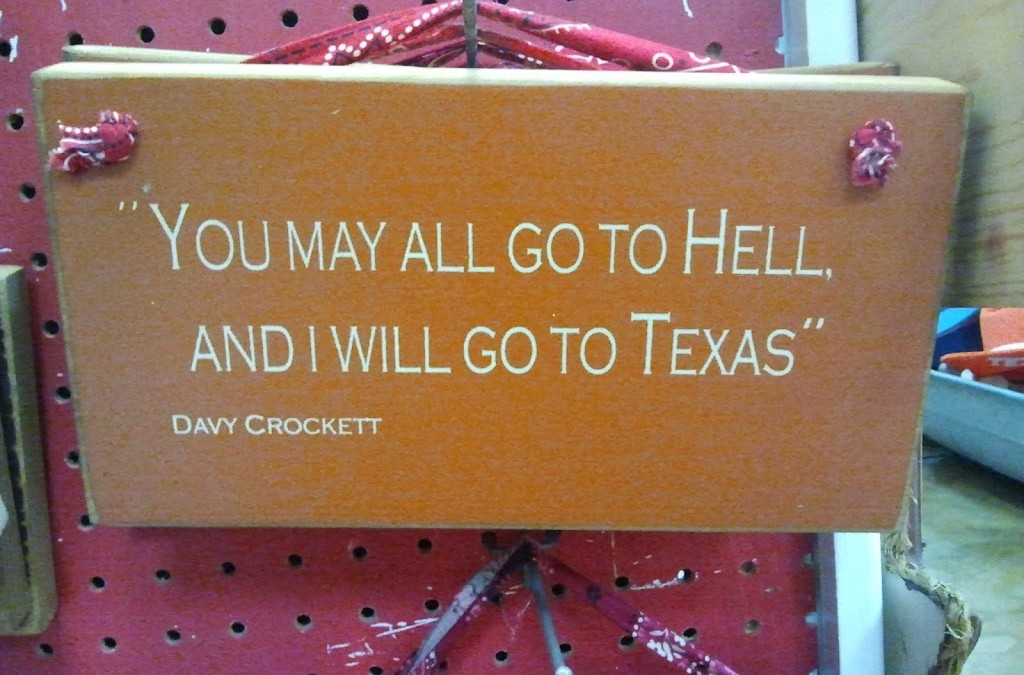 "You may all go to Hell,
and I will go to Texas"
Davy Crockett